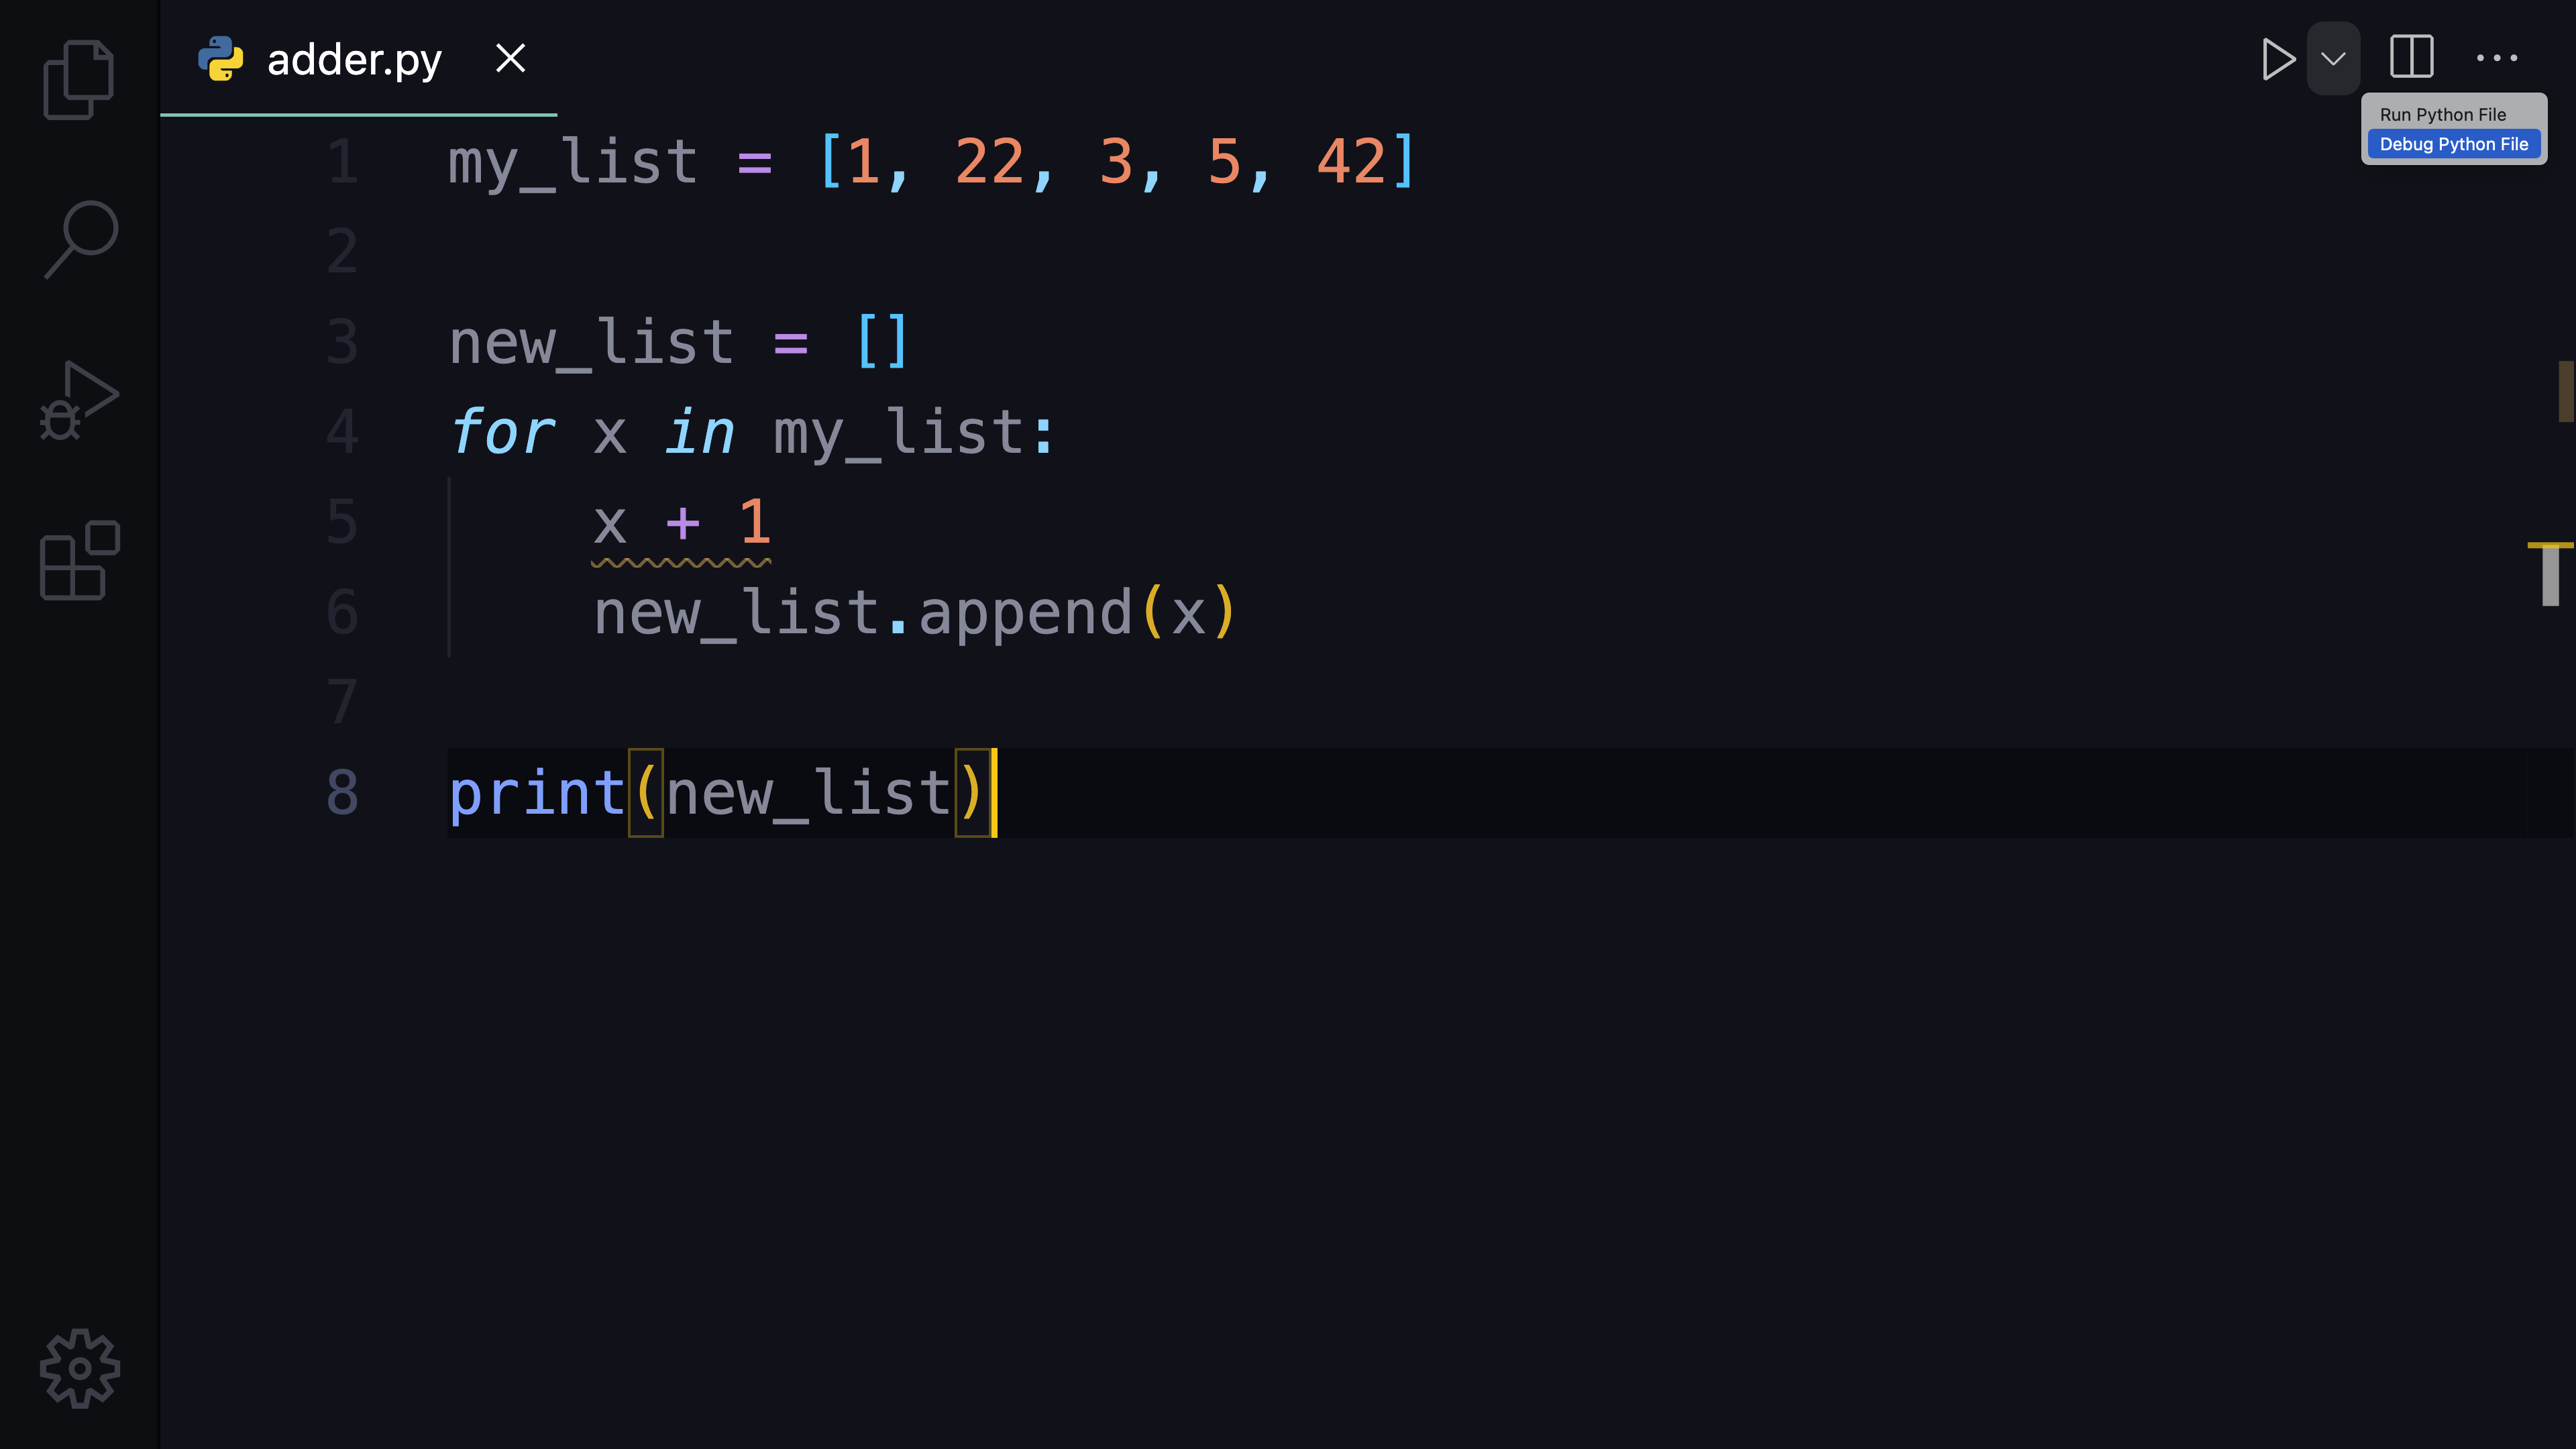 adder.py
Run Python File
Debug Python File
1 my_list = [1, 22, 3, 5, 42]
2
3 new_list = []
4 for x in my_list:
5     x + 1
6     new_list.append(x)
7
8 print(new_list)